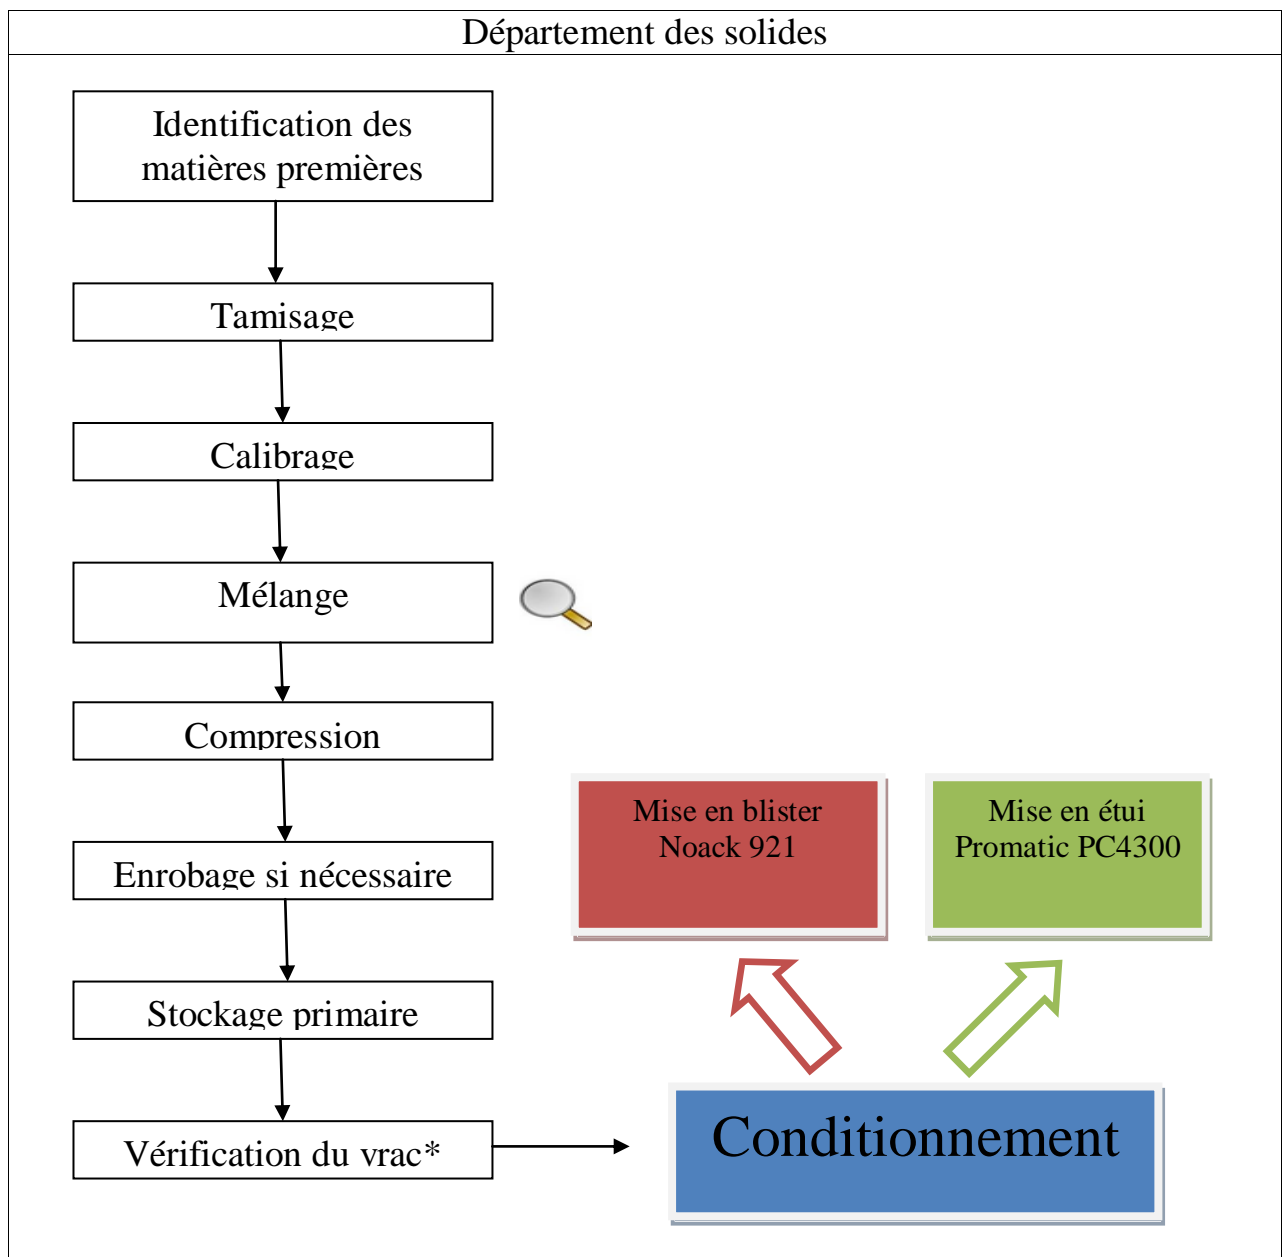 Département des solides
Identification des
matières premières
Tamisage
Calibrage
Mélange
Compression
Enrobage si nécessaire
Stockage primaire
Vérification du vrac*
Mise en blister
Noack 921
Mise en étui
Promatic PC4300
Conditionnement